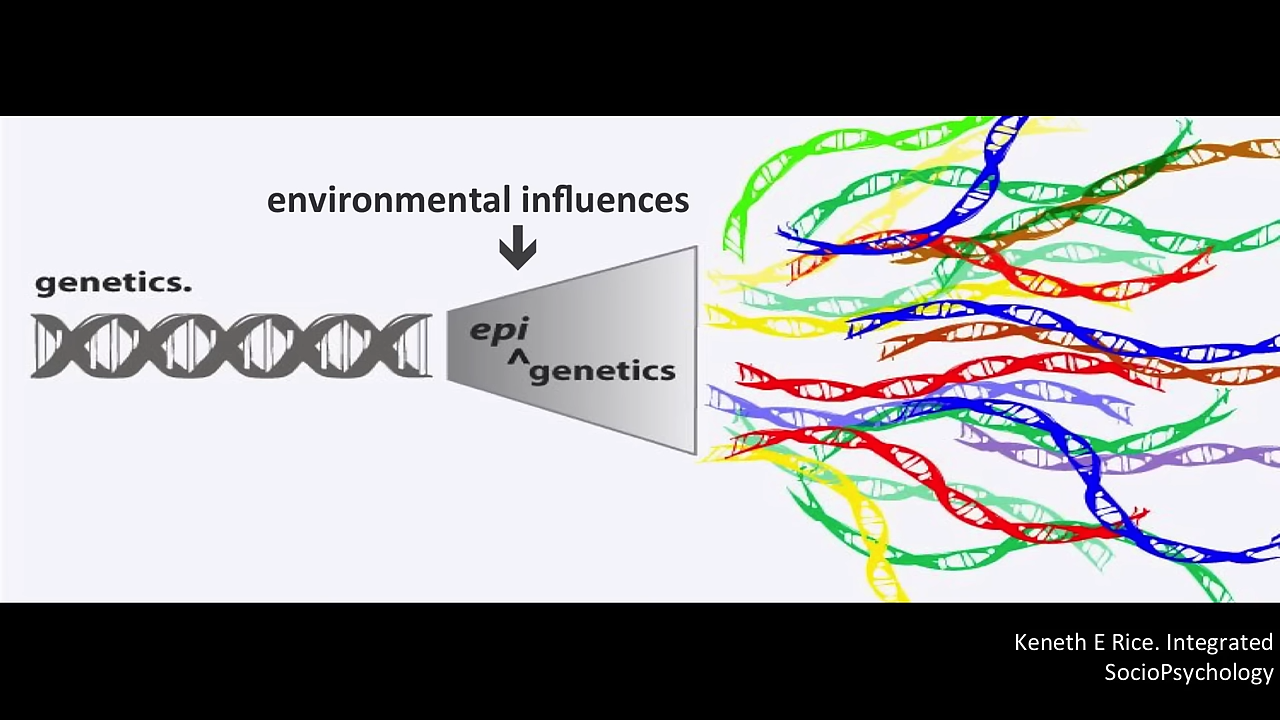 environmental influences
genetics.
epi
^
genetics
Keneth E Rice. Integrated
SocioPsychology